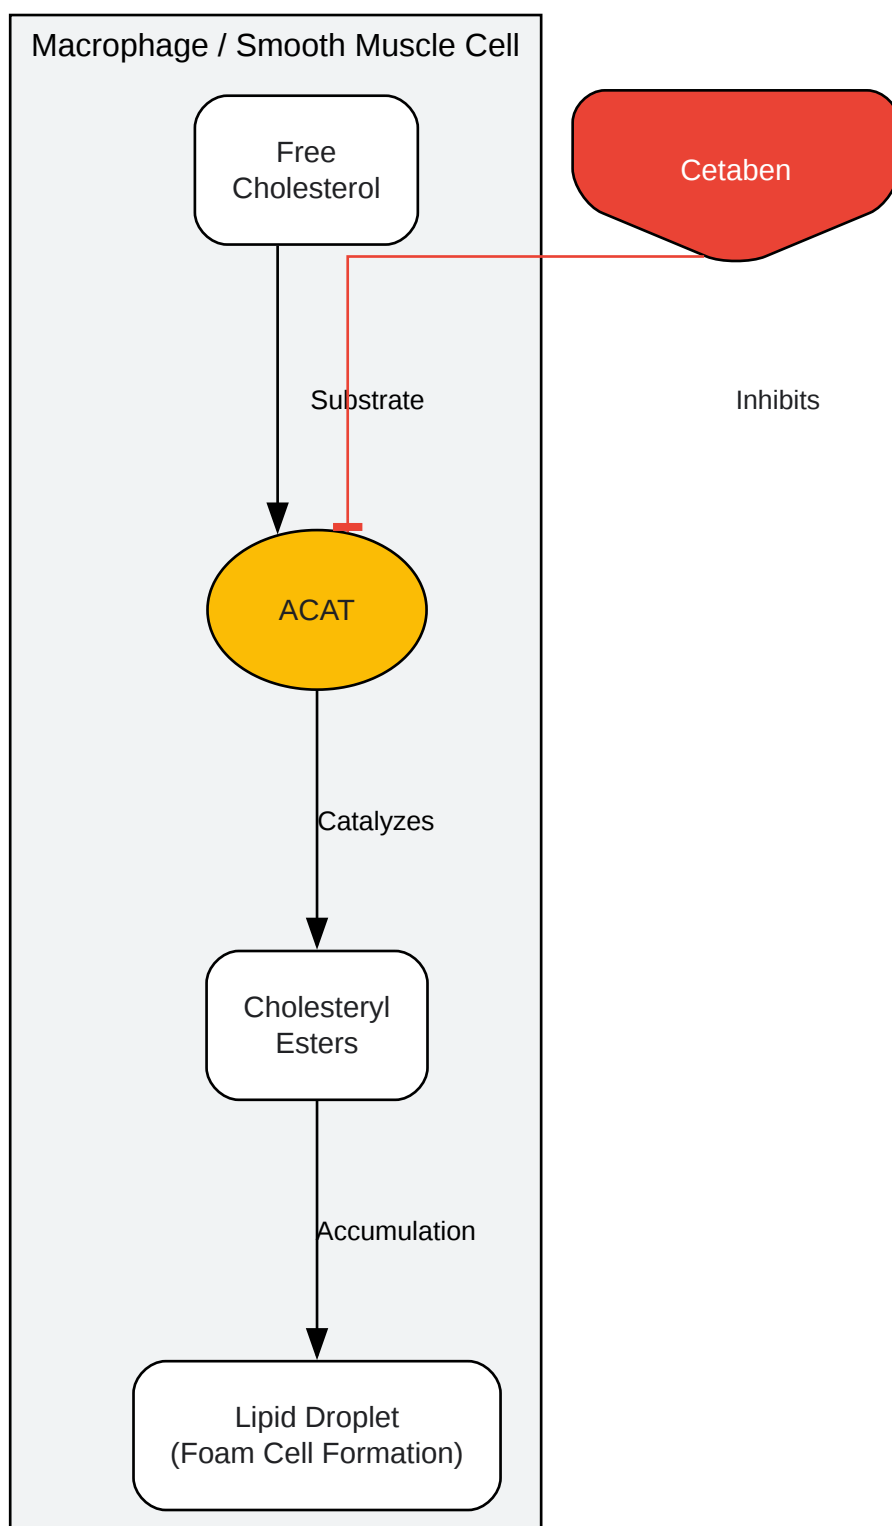 Macrophage / Smooth Muscle Cell
Free
Cholesterol
Cetaben
Substrate
Inhibits
ACAT
Catalyzes
Cholesteryl
Esters
Accumulation
Lipid Droplet
(Foam Cell Formation)